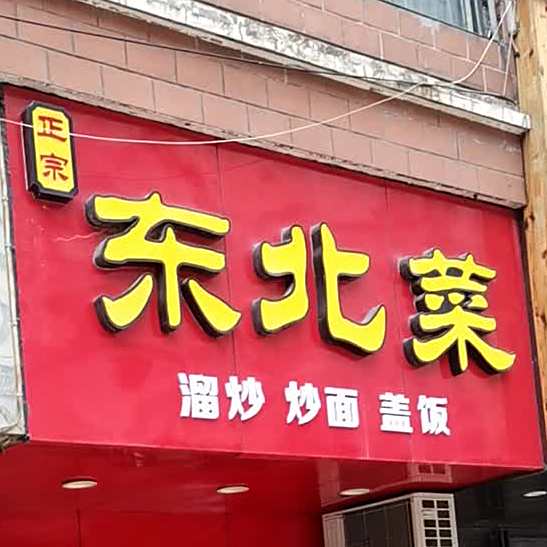 正宗
东北菜
溜炒 炒面 盖饭